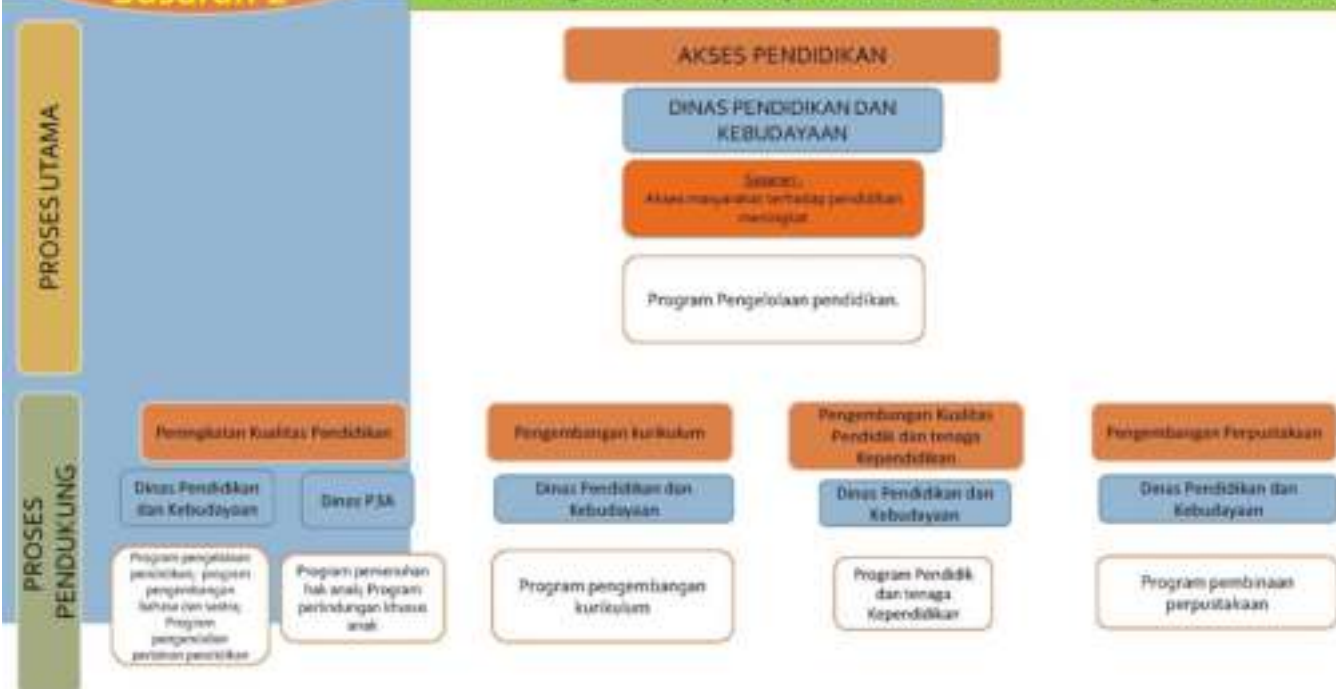 AKSES PENDIDIKAN
DINAS PENDIDIKAN DAN
KEBUDAYAAN
Sasaran:
Akses masyarakat terhadap pendidikan
meningkat
Program Pengelolaan pendidikan.
PROSES UTAMA
PROSES
PENDUKUNG
Peningkatan Kualitas Pendidikan
Dinas Pendidikan
dan Kebudayaan
Dinas P3A
Program pengelolaan
pendidikan; program
pengembangan
bahasa dan sastra;
Program
pengendalian
perizinan pendidikan
Program pemenuhan
hak anak; Program
perlindungan khusus
anak
Pengembangan kurikulum
Dinas Pendidikan dan
Kebudayaan
Program pengembangan
kurikulum
Pengembangan Kualitas
Pendidik dan tenaga
Kependidikan
Dinas Pendidikan dan
Kebudayaan
Program Pendidik
dan tenaga
Kependidikan
Pengembangan Perpustakaan
Dinas Pendidikan dan
Kebudayaan
Program pembinaan
perpustakaan